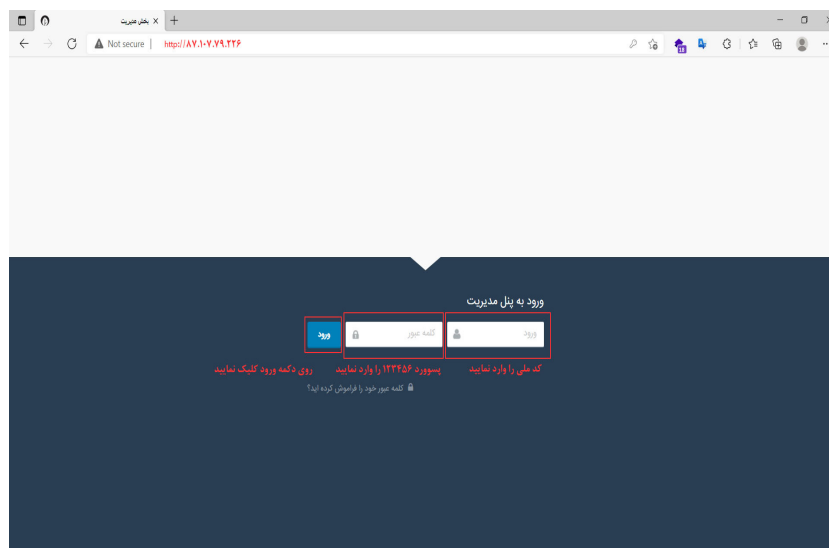 بخش مدیریت
Not secure | http://۸۷.۱۰۷.۷۹.۲۲۶
ورود به پنل مدیریت
ورود
کلمه عبور
ورود
کد ملی را وارد نمایید
پسوورد ۱۲۳۴۵۶ را وارد نمایید
روی دکمه ورود کلیک نمایید
کلمه عبور خود را فراموش کرده اید؟